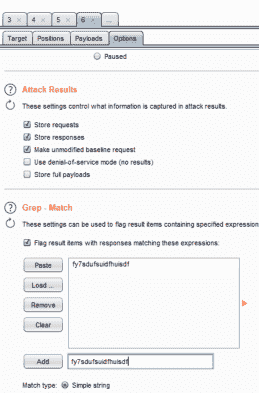 3 × 4 × 5 × 6 × ...
Target Positions Payloads Options
Paused
? Attack Results
These settings control what information is captured in attack results.
Store requests
Store responses
Make unmodified baseline request
Use denial-of-service mode (no results)
Store full payloads
? Grep - Match
These settings can be used to flag result items containing specified expression
Flag result items with responses matching these expressions:
Paste fy7sdufsuidfhuisdf
Load ...
Remove
Clear
Add fy7sdufsuidfhuisdf
Match type: Simple string